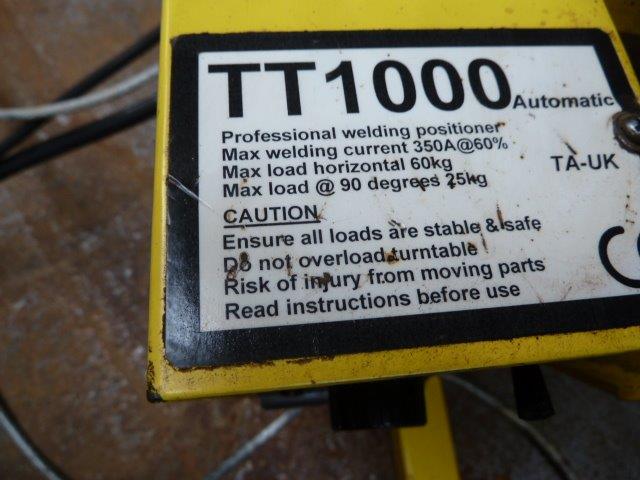 TT1000 Automatic
Professional welding positioner
Max welding current 350A@60%
Max load horizontal 60kg
Max load @ 90 degrees 25kg
TA-UK
CAUTION
Ensure all loads are stable & safe
Do not overload turntable
Risk of injury from moving parts
Read instructions before use